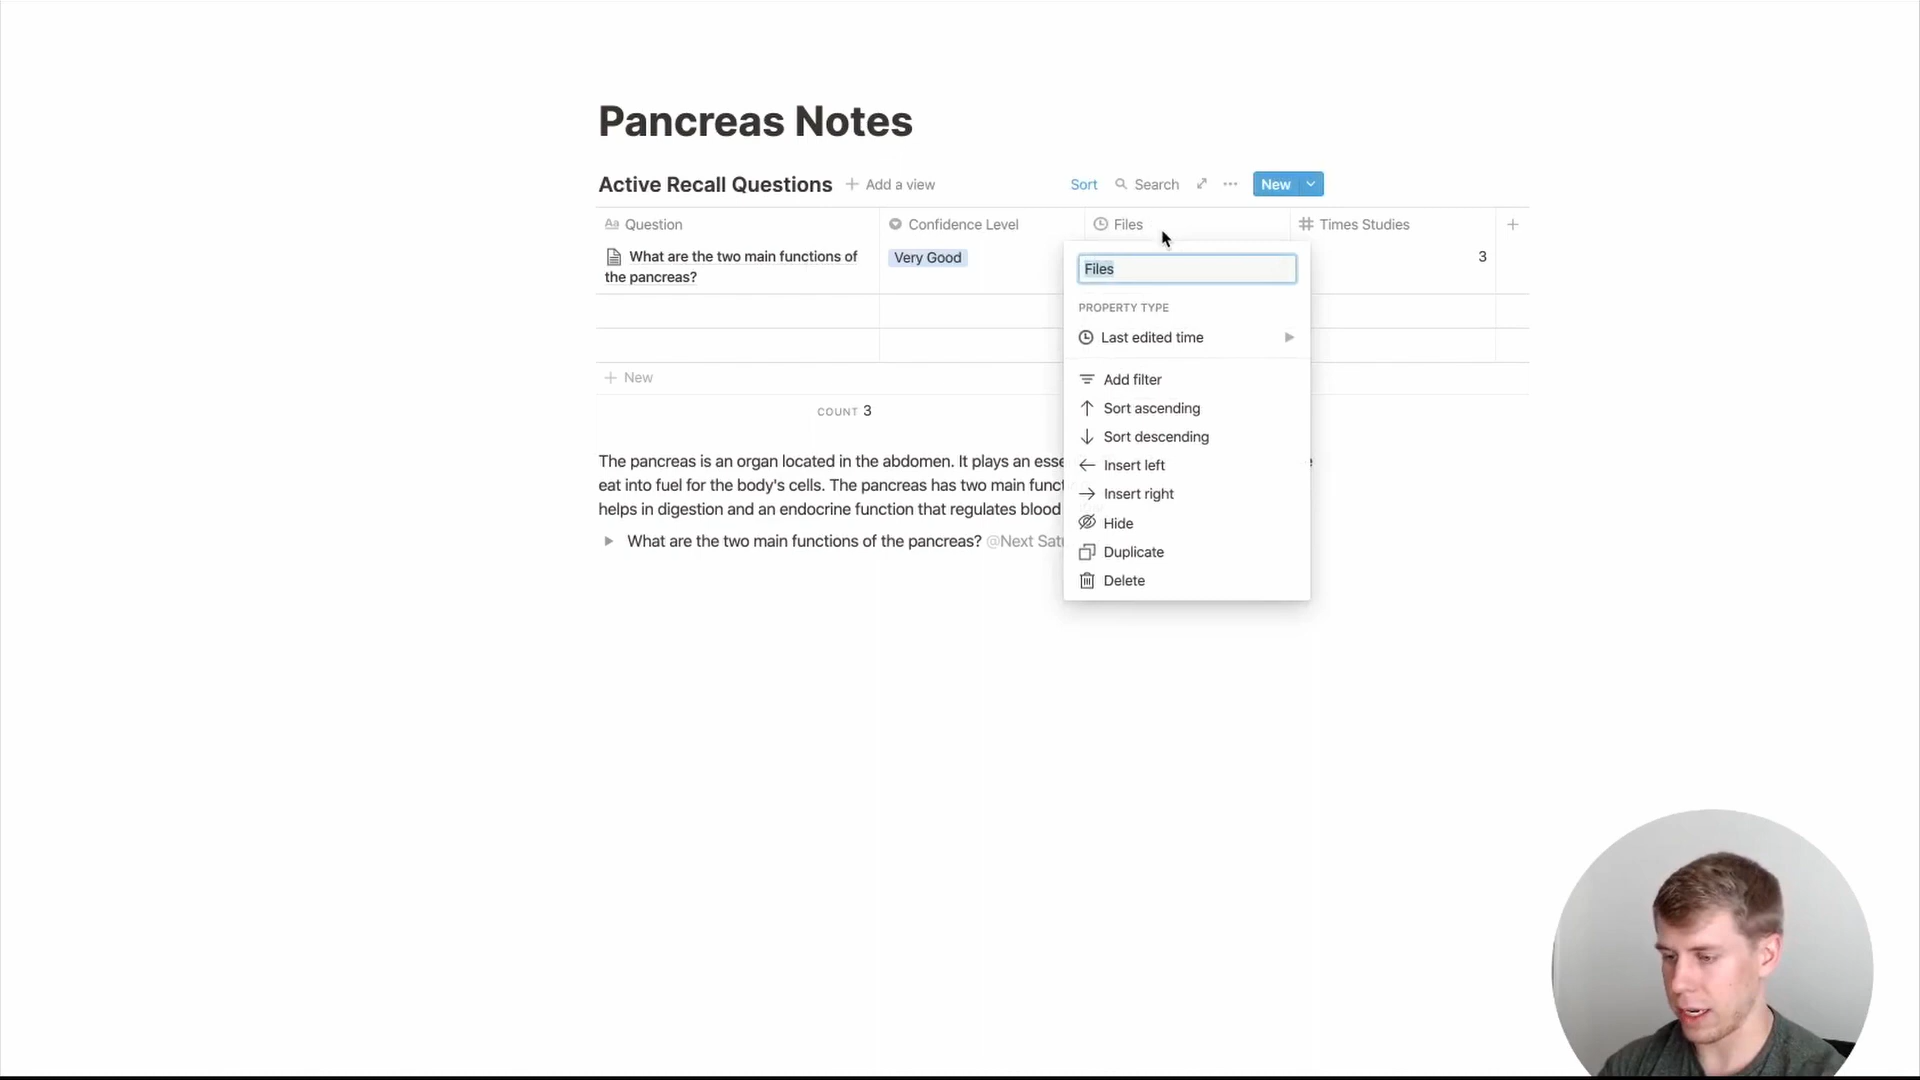 Pancreas Notes
Active Recall Questions + Add a view Sort Search ... New
Aa Question Confidence Level Files # Times Studies +
What are the two main functions of
the pancreas?
Very Good
3
Files
PROPERTY TYPE
Last edited time
Add filter
Sort ascending
Sort descending
Insert left
Insert right
Hide
Duplicate
Delete
+ New
COUNT 3
The pancreas is an organ located in the abdomen. It plays an esse
eat into fuel for the body's cells. The pancreas has two main funct
helps in digestion and an endocrine function that regulates blood
What are the two main functions of the pancreas? @Next Satu